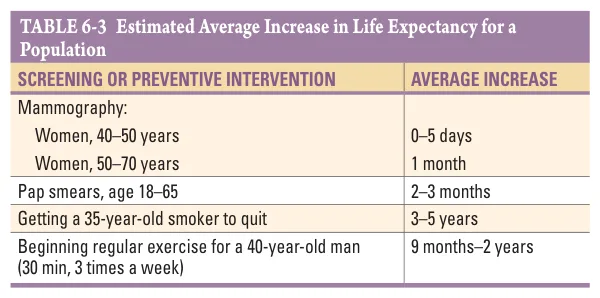 TABLE 6-3 Estimated Average Increase in Life Expectancy for a
Population
SCREENING OR PREVENTIVE INTERVENTION AVERAGE INCREASE
Mammography:
Women, 40–50 years 0–5 days
Women, 50–70 years 1 month
Pap smears, age 18–65 2–3 months
Getting a 35-year-old smoker to quit 3–5 years
Beginning regular exercise for a 40-year-old man 9 months–2 years
(30 min, 3 times a week)